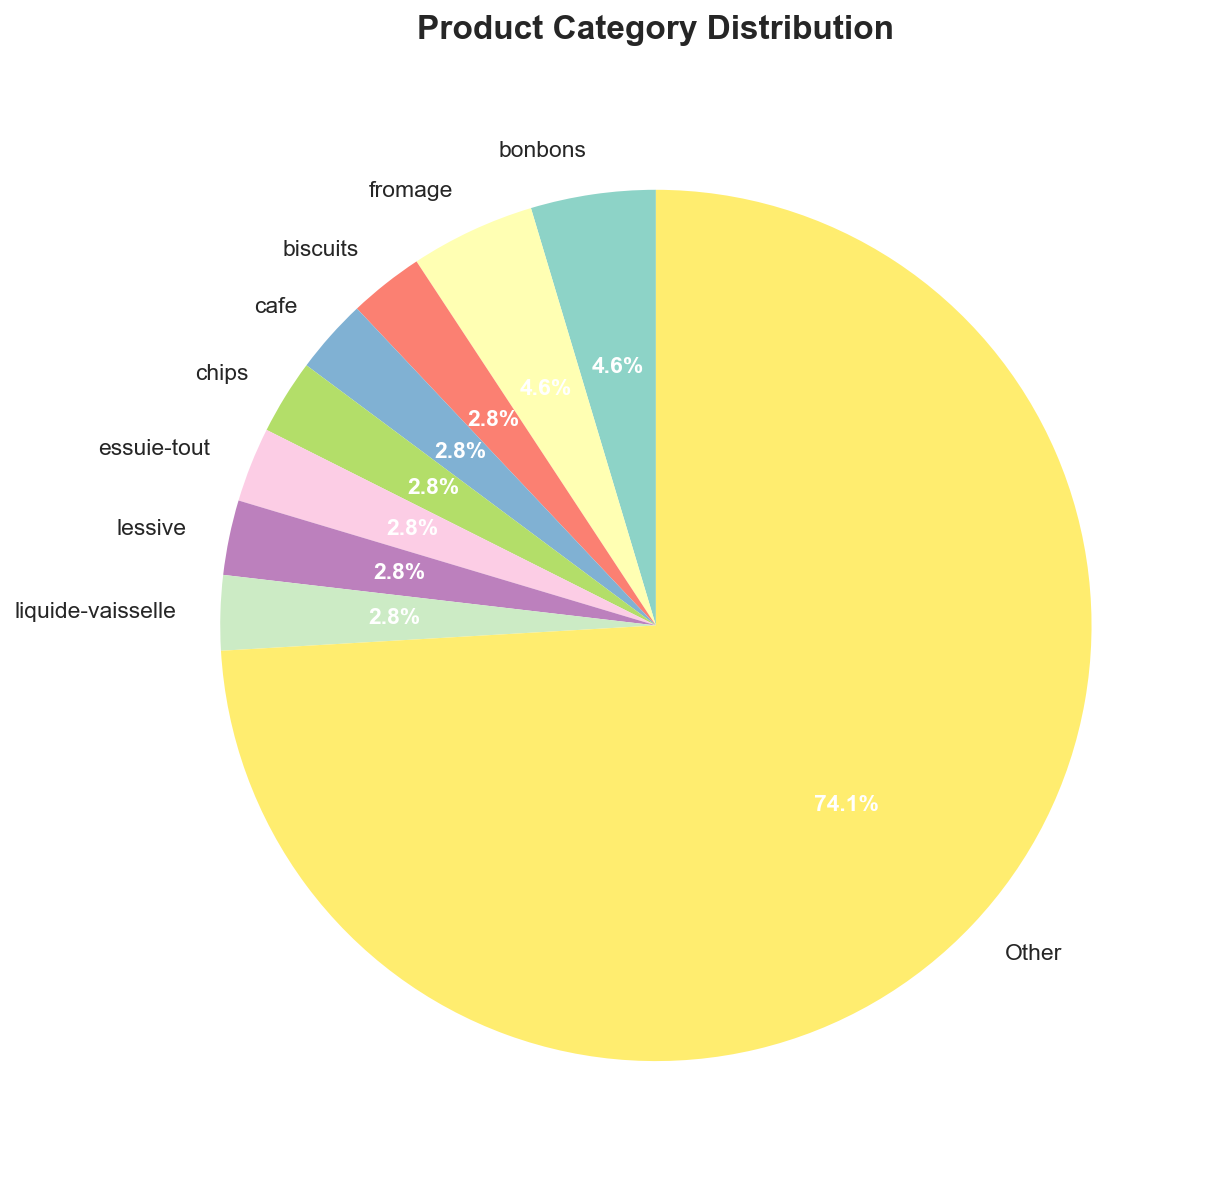 Product Category Distribution
bonbons
fromage
biscuits
cafe
chips
essuie-tout
lessive
liquide-vaisselle
Other
4.6%
4.6%
2.8%
2.8%
2.8%
2.8%
2.8%
2.8%
74.1%